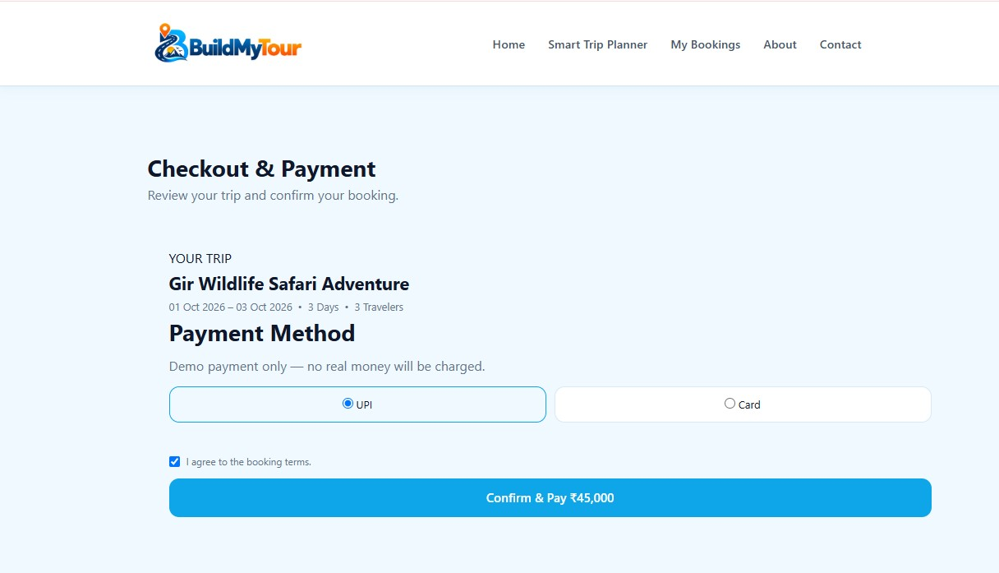 BuildMyTour
Home Smart Trip Planner My Bookings About Contact
Checkout & Payment
Review your trip and confirm your booking.
YOUR TRIP
Gir Wildlife Safari Adventure
01 Oct 2026 – 03 Oct 2026 • 3 Days • 3 Travelers
Payment Method
Demo payment only — no real money will be charged.
UPI Card
I agree to the booking terms.
Confirm & Pay ₹45,000